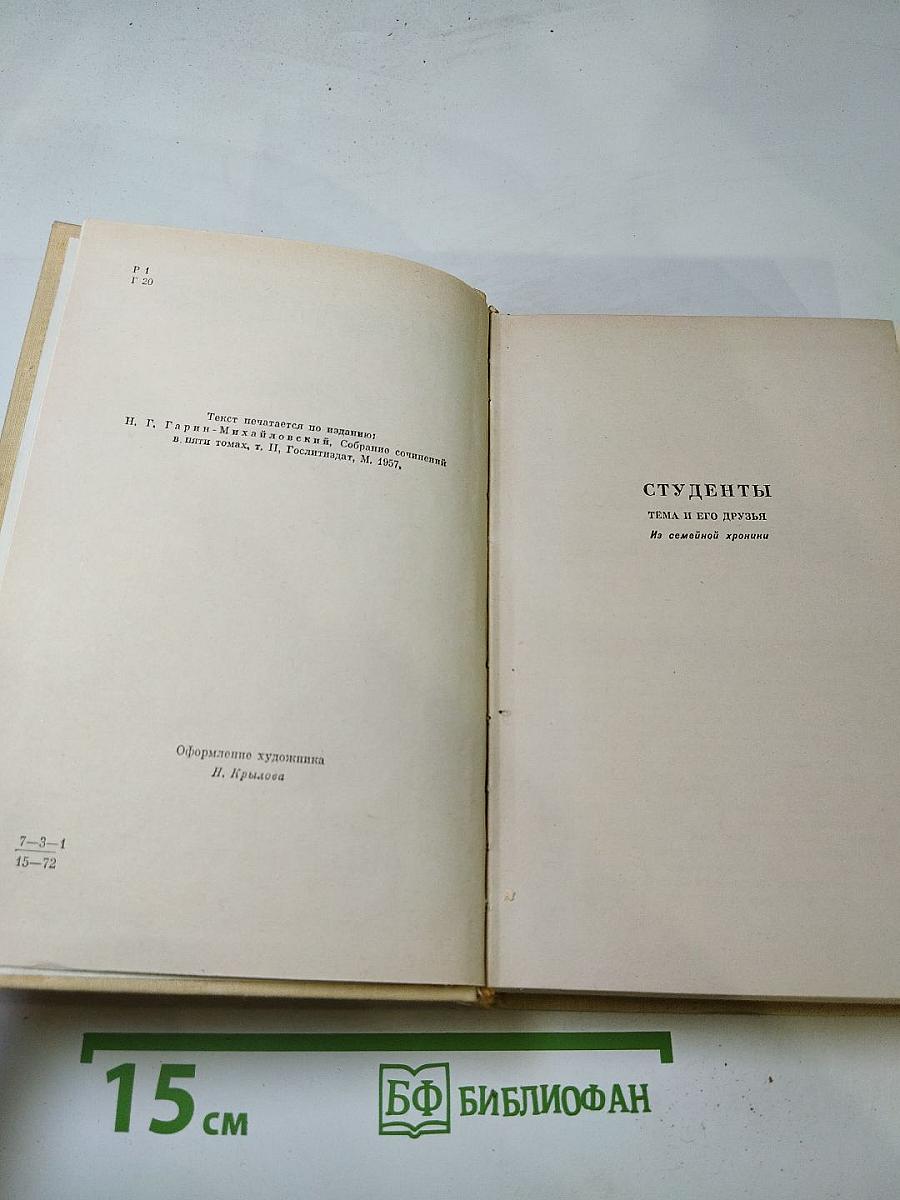 Р 1
Г 20
Текст печатается по изданию:
Н. Г. Гарин-Михайловский, Собрание сочинений
в пяти томах, т. II, Гослитиздат, М. 1957.
Оформление художника
Н. Крылова
7—3—1
15—72
СТУДЕНТЫ
ТЕМА И ЕГО ДРУЗЬЯ
Из семейной хроники
15 см
БФ БИБЛИОФАН